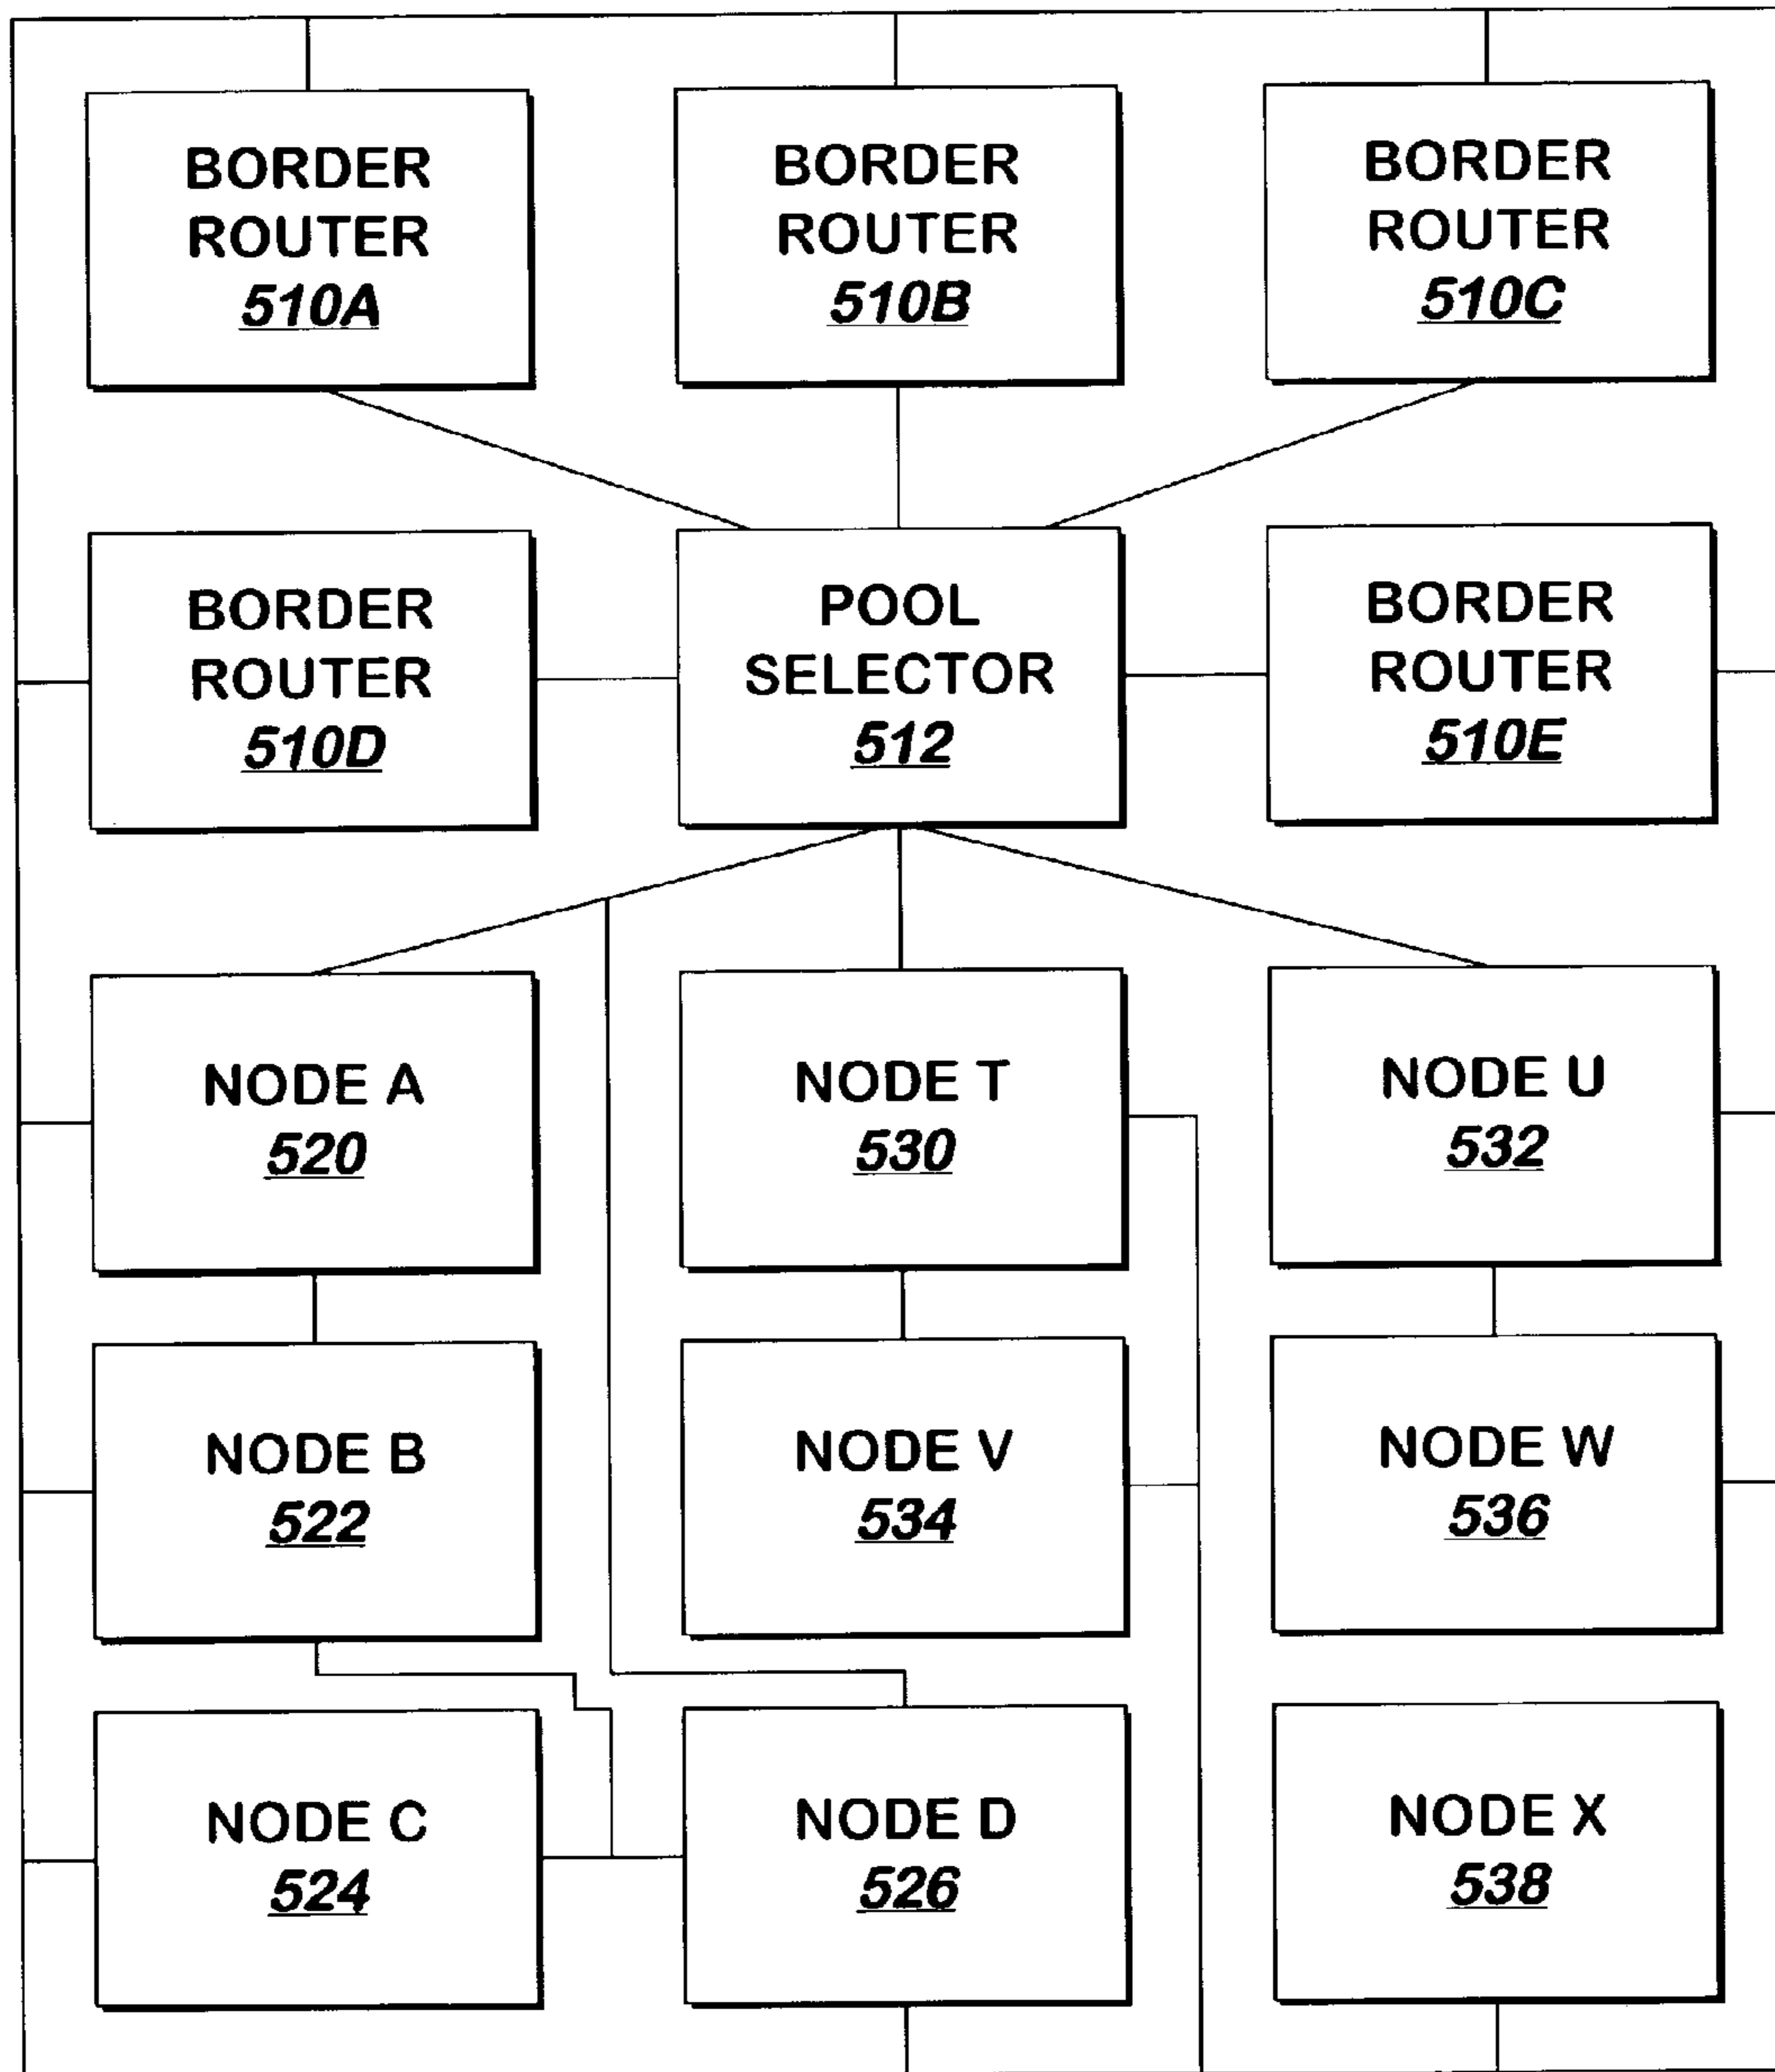 BORDER
ROUTER
510A
BORDER
ROUTER
510B
BORDER
ROUTER
510C
BORDER
ROUTER
510D
POOL
SELECTOR
512
BORDER
ROUTER
510E
NODE A
520
NODE T
530
NODE U
532
NODE B
522
NODE V
534
NODE W
536
NODE C
524
NODE D
526
NODE X
538